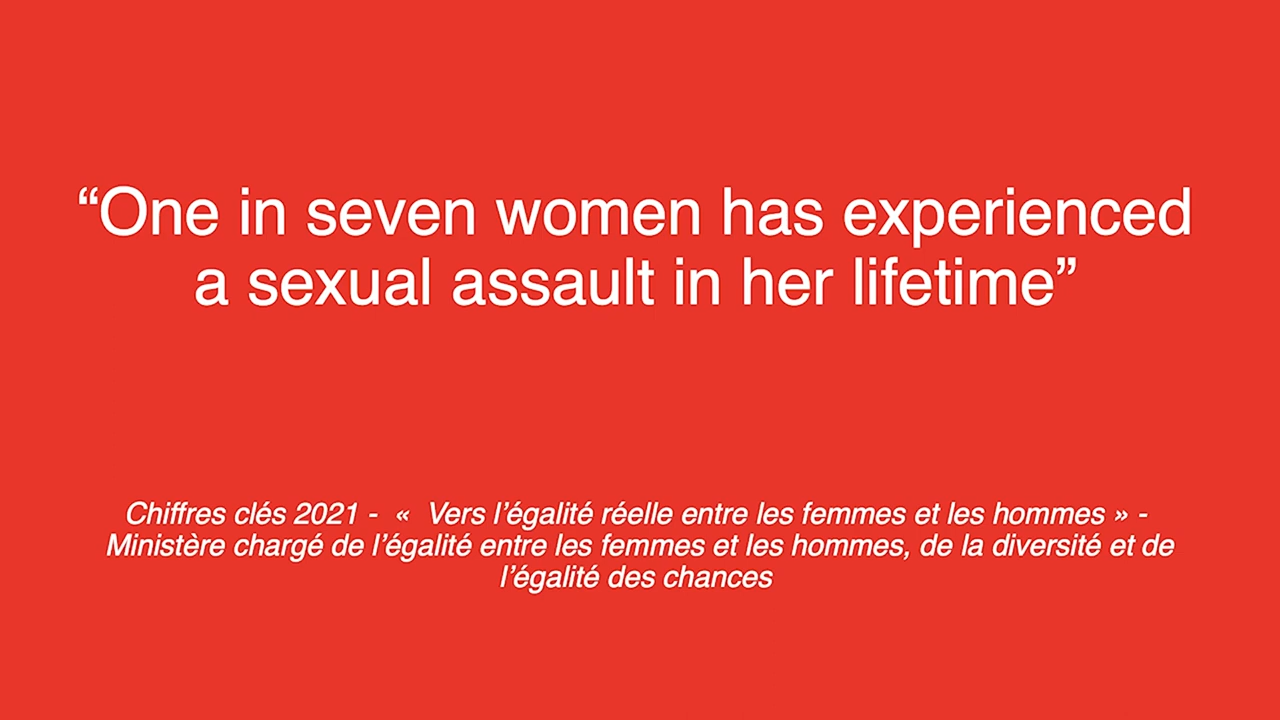 “One in seven women has experienced
a sexual assault in her lifetime”
Chiffres clés 2021 -  «  Vers l’égalité réelle entre les femmes et les hommes » -
Ministère chargé de l’égalité entre les femmes et les hommes, de la diversité et de
l’égalité des chances